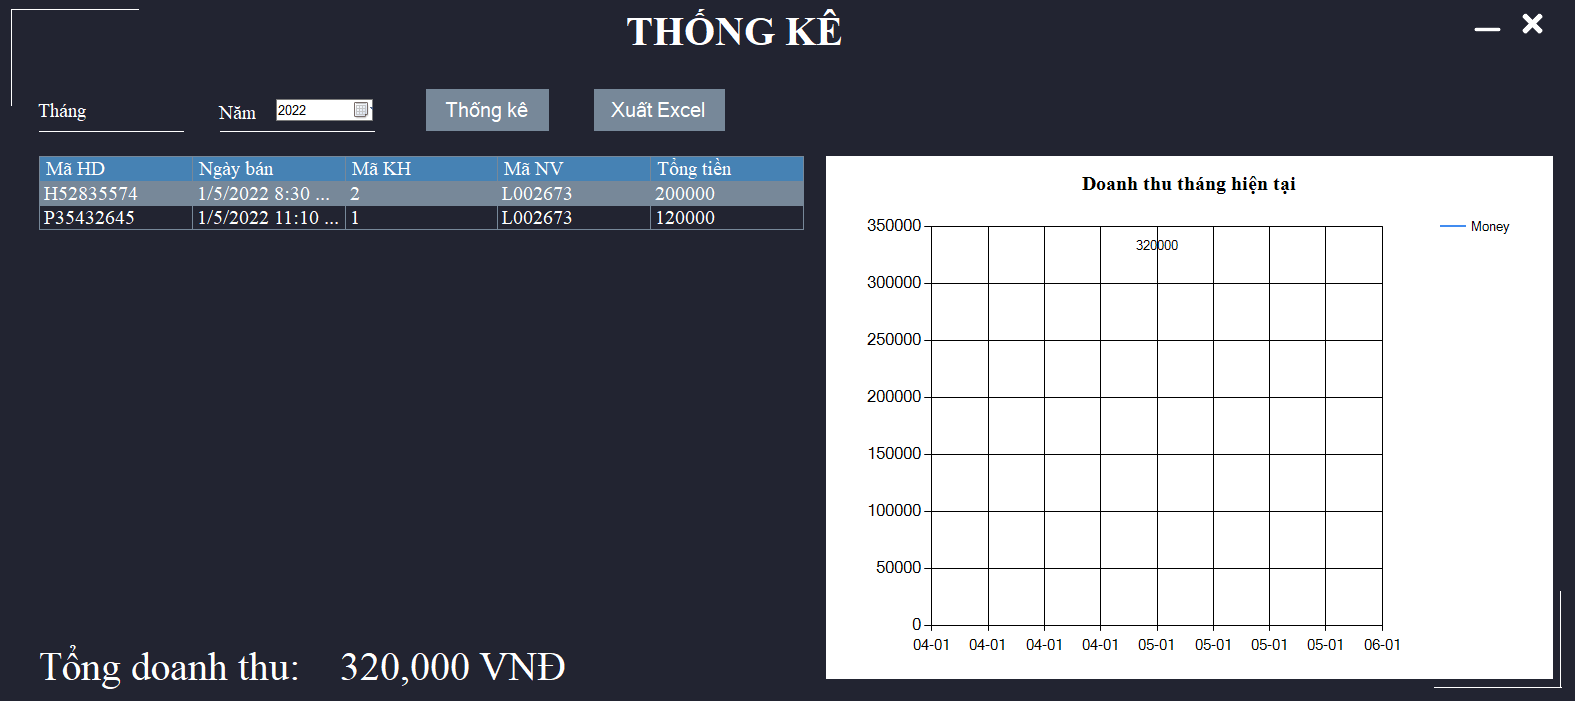 THỐNG KÊ
Tháng
Năm 2022 Thống kê Xuất Excel
Mã HD Ngày bán Mã KH Mã NV Tổng tiền
H52835574 1/5/2022 8:30 ... 2 L002673 200000
P35432645 1/5/2022 11:10 ... 1 L002673 120000
Tổng doanh thu: 320,000 VNĐ
Doanh thu tháng hiện tại
Money
320000
350000
300000
250000
200000
150000
100000
50000
0
04-01 04-01 04-01 04-01 05-01 05-01 05-01 05-01 06-01